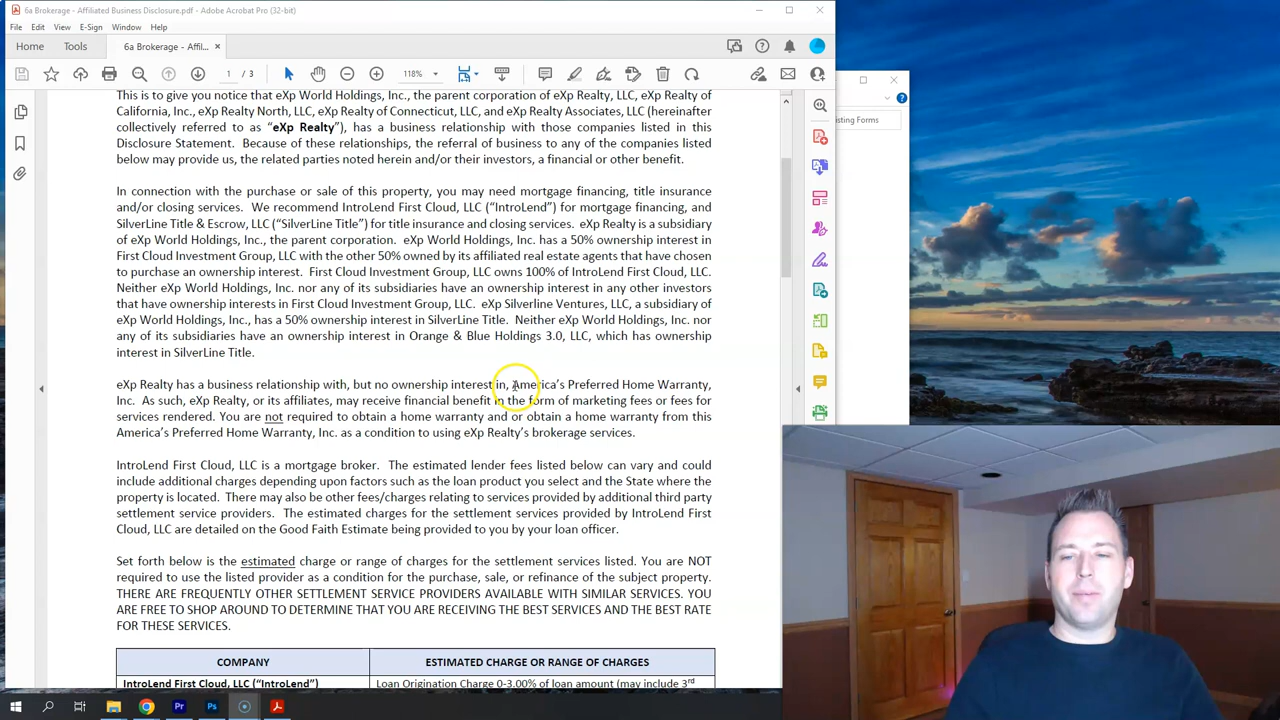 6a Brokerage - Affiliated Business Disclosure.pdf - Adobe Acrobat Pro (32-bit)
File Edit View E-Sign Window Help
Home Tools 6a Brokerage - Affil... ×
1 / 3 118%
This is to give you notice that eXp World Holdings, Inc., the parent corporation of eXp Realty, LLC, eXp Realty of
California, Inc., eXp Realty North, LLC, eXp Realty of Connecticut, LLC, and eXp Realty Associates, LLC (hereinafter
collectively referred to as “eXp Realty”), has a business relationship with those companies listed in this
Disclosure Statement. Because of these relationships, the referral of business to any of the companies listed
below may provide us, the related parties noted herein and/or their investors, a financial or other benefit.
In connection with the purchase or sale of this property, you may need mortgage financing, title insurance
and/or closing services. We recommend IntroLend First Cloud, LLC (“IntroLend”) for mortgage financing, and
SilverLine Title & Escrow, LLC (“SilverLine Title”) for title insurance and closing services. eXp Realty is a subsidiary
of eXp World Holdings, Inc., the parent corporation. eXp World Holdings, Inc. has a 50% ownership interest in
First Cloud Investment Group, LLC with the other 50% owned by its affiliated real estate agents that have chosen
to purchase an ownership interest. First Cloud Investment Group, LLC owns 100% of IntroLend First Cloud, LLC.
Neither eXp World Holdings, Inc. nor any of its subsidiaries have an ownership interest in any other investors
that have ownership interests in First Cloud Investment Group, LLC. eXp Silverline Ventures, LLC, a subsidiary of
eXp World Holdings, Inc., has a 50% ownership interest in SilverLine Title. Neither eXp World Holdings, Inc. nor
any of its subsidiaries have an ownership interest in Orange & Blue Holdings 3.0, LLC, which has ownership
interest in SilverLine Title.
eXp Realty has a business relationship with, but no ownership interest in, America’s Preferred Home Warranty,
Inc. As such, eXp Realty, or its affiliates, may receive financial benefit in the form of marketing fees or fees for
services rendered. You are not required to obtain a home warranty and or obtain a home warranty from this
America’s Preferred Home Warranty, Inc. as a condition to using eXp Realty’s brokerage services.
IntroLend First Cloud, LLC is a mortgage broker. The estimated lender fees listed below can vary and could
include additional charges depending upon factors such as the loan product you select and the State where the
property is located. There may also be other fees/charges relating to services provided by additional third party
settlement service providers. The estimated charges for the settlement services provided by IntroLend First
Cloud, LLC are detailed on the Good Faith Estimate being provided to you by your loan officer.
Set forth below is the estimated charge or range of charges for the settlement services listed. You are NOT
required to use the listed provider as a condition for the purchase, sale, or refinance of the subject property.
THERE ARE FREQUENTLY OTHER SETTLEMENT SERVICE PROVIDERS AVAILABLE WITH SIMILAR SERVICES. YOU
ARE FREE TO SHOP AROUND TO DETERMINE THAT YOU ARE RECEIVING THE BEST SERVICES AND THE BEST RATE
FOR THESE SERVICES.
COMPANY ESTIMATED CHARGE OR RANGE OF CHARGES
IntroLend First Cloud, LLC (“IntroLend”) Loan Origination Charge 0-3.00% of loan amount (may include 3rd
isting Forms